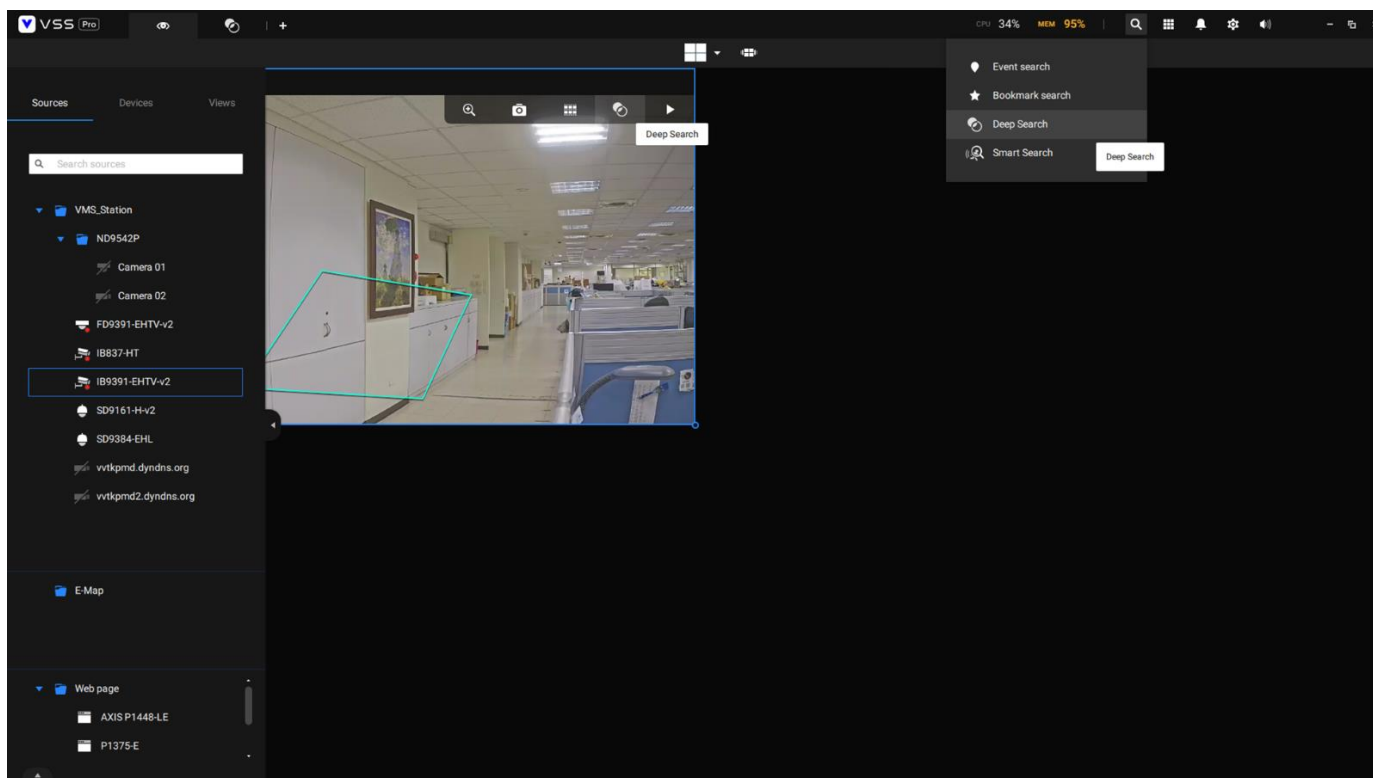 VSS Pro
CPU 34% MEM 95%
Sources Devices Views
Search sources
VMS_Station
ND9542P
Camera 01
Camera 02
FD9391-EHTV-v2
IB837-HT
IB9391-EHTV-v2
SD9161-H-v2
SD9384-EHL
vvtkpmd.dyndns.org
vvtkpmd2.dyndns.org
E-Map
Web page
AXIS P1448-LE
P1375-E
Deep Search
Event search
Bookmark search
Deep Search
Smart Search
Deep Search